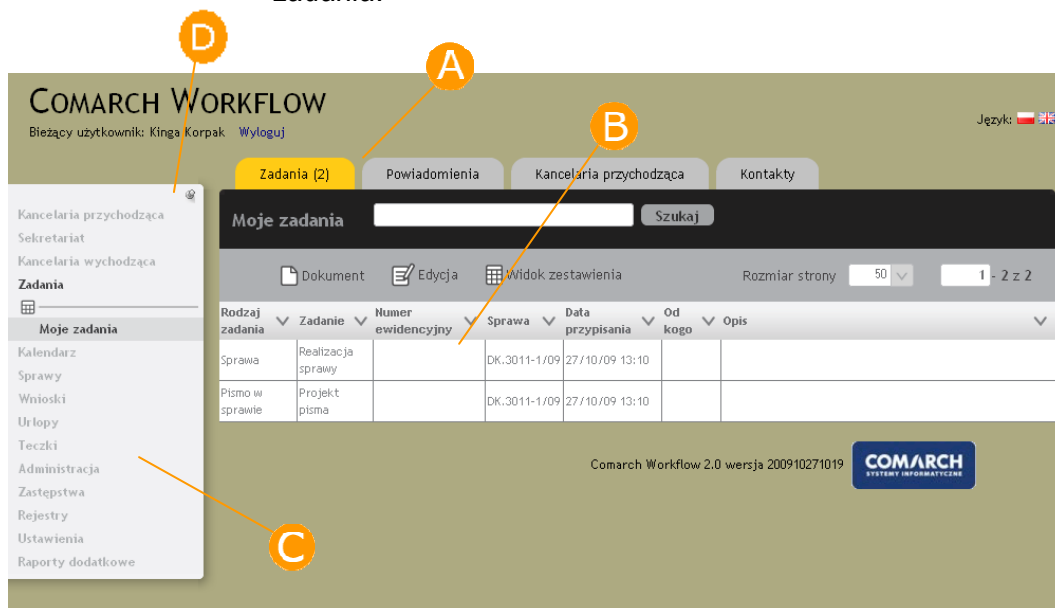 zadania.
D
A
COMARCH WORKFLOW
Bieżący użytkownik: Kinga Korpak Wyloguj
Język:
B
Zadania (2) Powiadomienia Kancelaria przychodząca Kontakty
Moje zadania Szukaj
Dokument Edycja Widok zestawienia Rozmiar strony 50 1 - 2 z 2
Kancelaria przychodząca
Sekretariat
Kancelaria wychodząca
Zadania
Moje zadania
Kalendarz
Sprawy
Wnioski
Urlopy
Teczki
Administracja
Zastępstwa
Rejestry
Ustawienia
Raporty dodatkowe
Rodzaj zadania Zadanie Numer ewidencyjny Sprawa Data przypisania Od kogo Opis
Sprawa Realizacja sprawy DK.3011-1/09 27/10/09 13:10
Pismo w sprawie Projekt pisma DK.3011-1/09 27/10/09 13:10
Comarch Workflow 2.0 wersja 200910271019
COMARCH
SYSTEMY INFORMATYCZNE
C